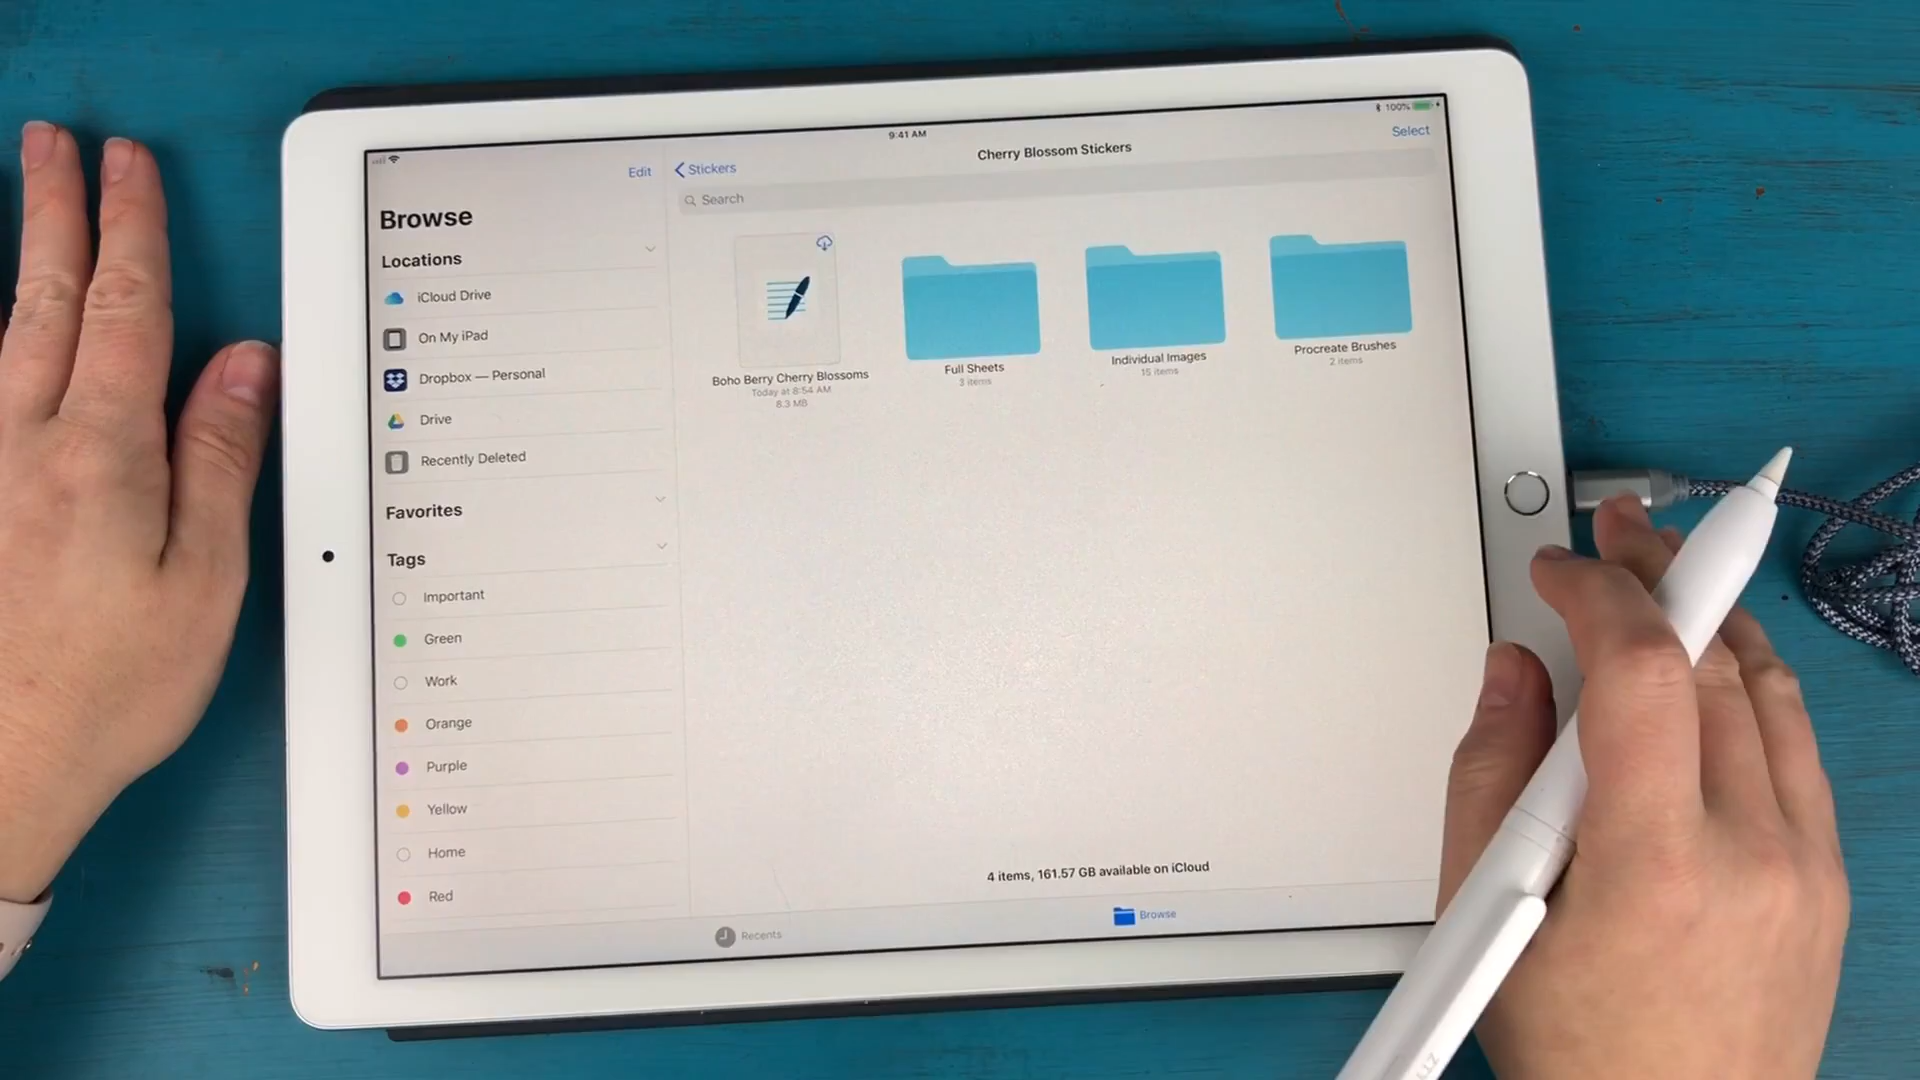 9:41 AM
100%
Edit
Stickers
Cherry Blossom Stickers
Select
Search
Browse
Locations
iCloud Drive
On My iPad
Dropbox — Personal
Drive
Recently Deleted
Favorites
Tags
Important
Green
Work
Orange
Purple
Yellow
Home
Red
Boho Berry Cherry Blossoms
Today at 8:54 AM
8.3 MB
Full Sheets
3 items
Individual Images
15 items
Procreate Brushes
2 items
4 items, 161.57 GB available on iCloud
Recents
Browse